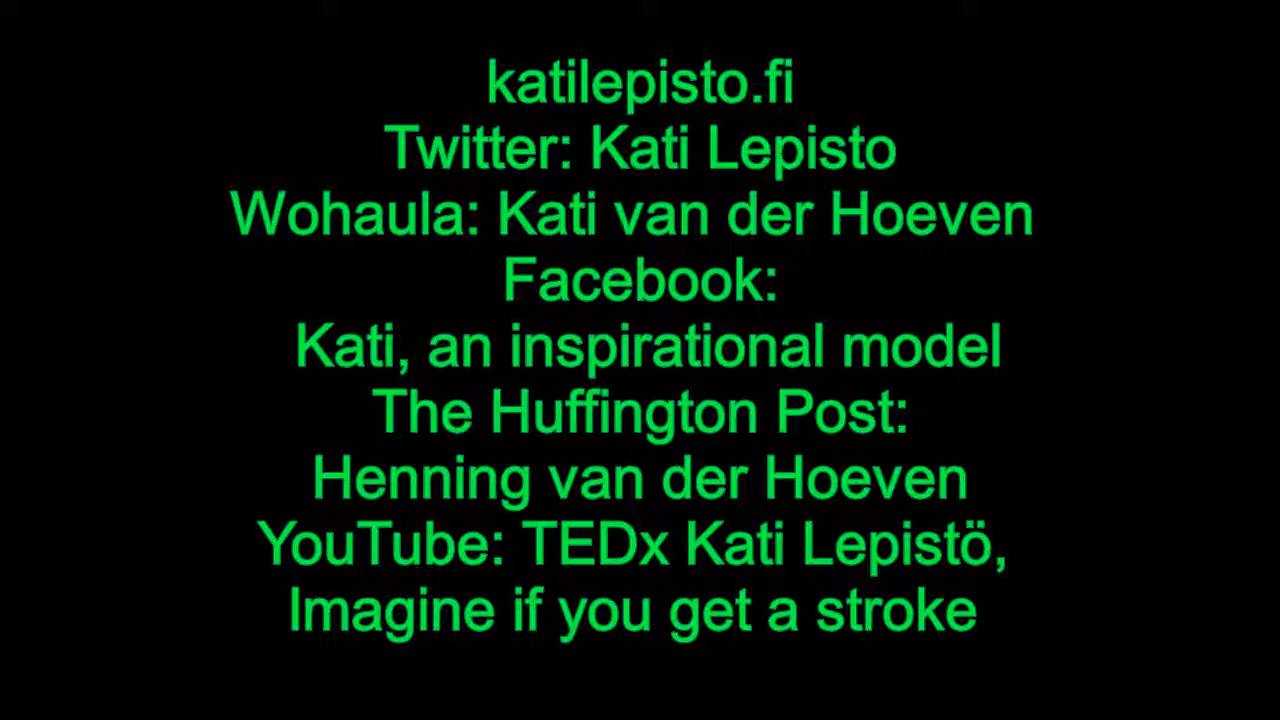 katilepisto.fi
Twitter: Kati Lepisto
Wohaula: Kati van der Hoeven
Facebook:
Kati, an inspirational model
The Huffington Post:
Henning van der Hoeven
YouTube: TEDx Kati Lepistö,
Imagine if you get a stroke